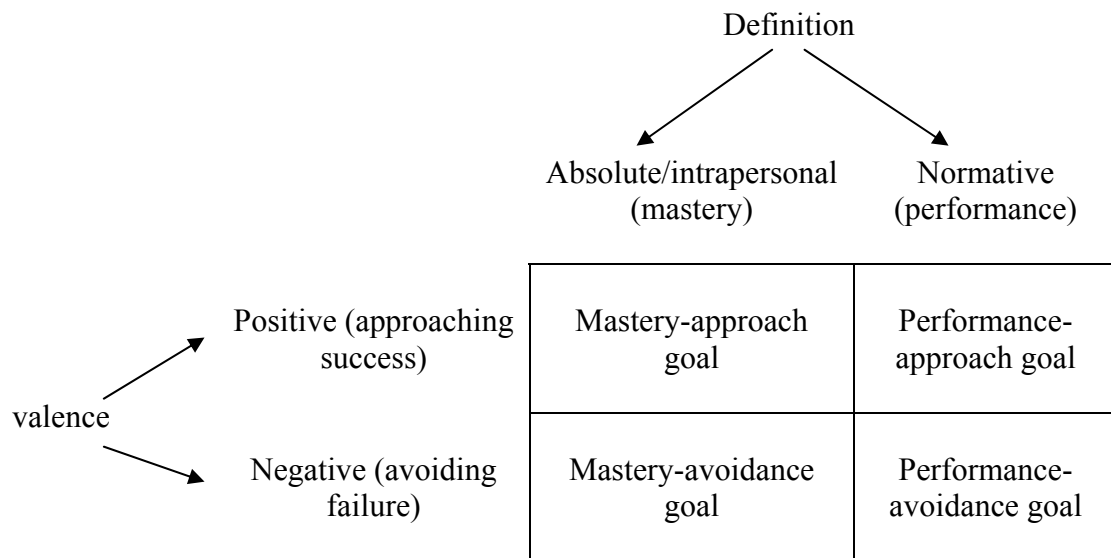 Definition
Absolute/intrapersonal
(mastery)
Normative
(performance)
Positive (approaching
success)
Mastery-approach
goal
Performance-
approach goal
valence
Negative (avoiding
failure)
Mastery-avoidance
goal
Performance-
avoidance goal